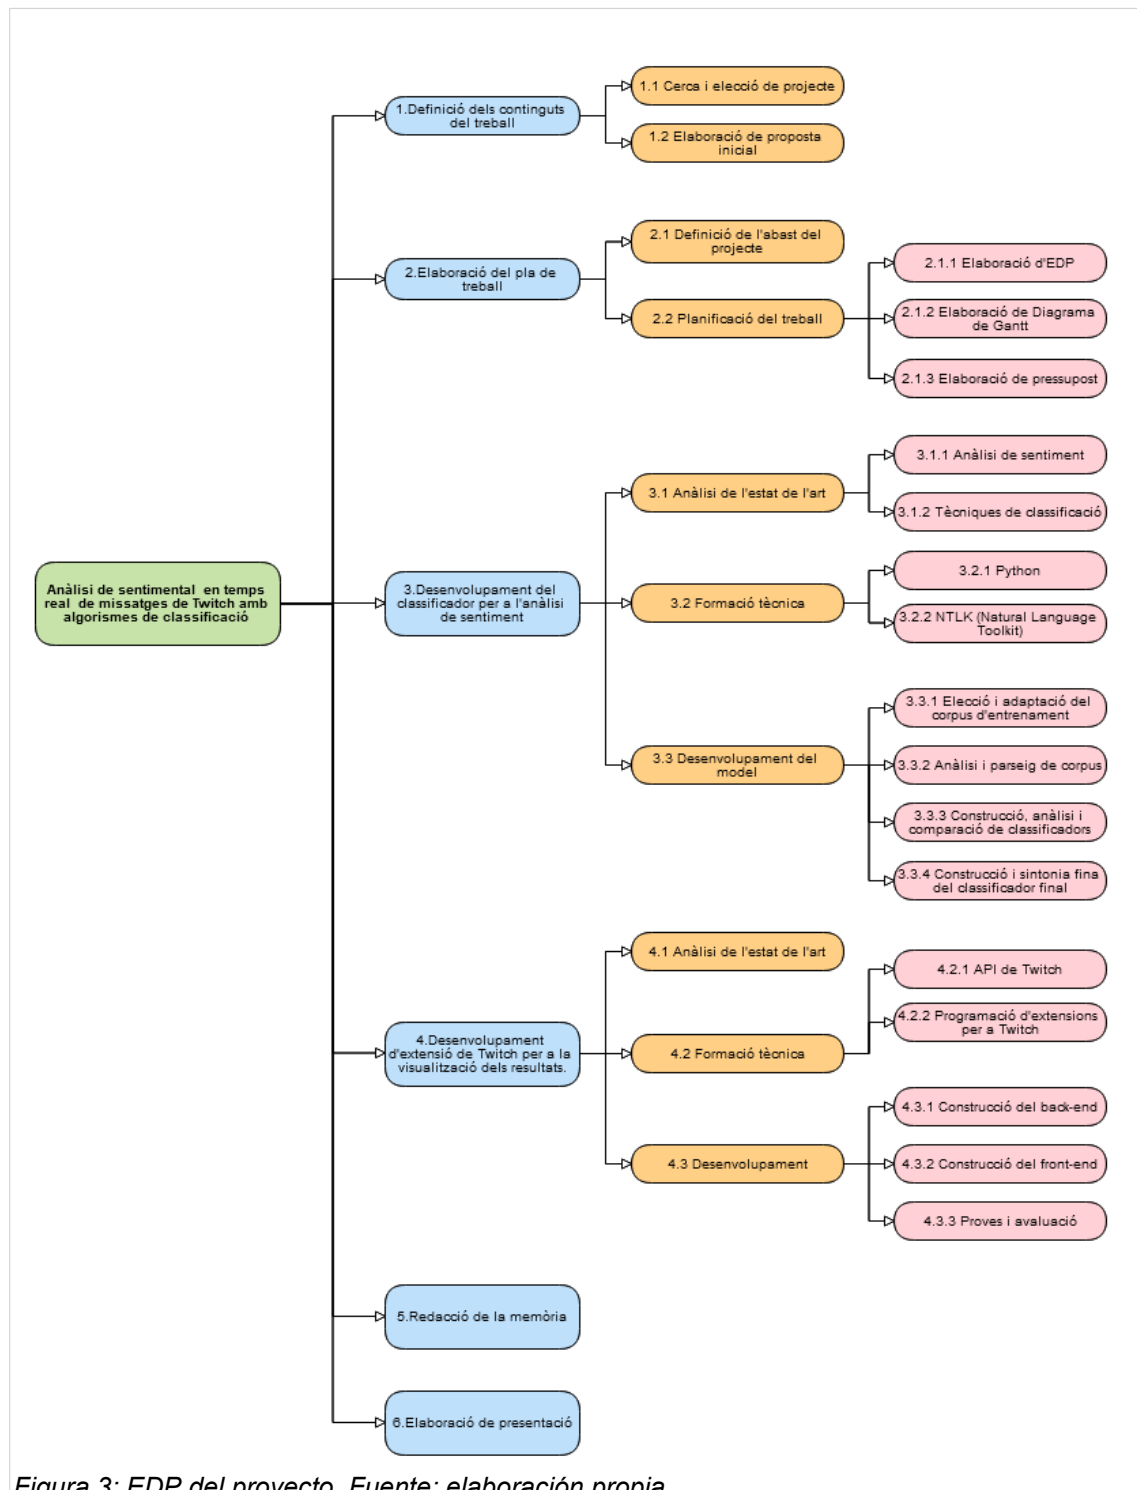 Anàlisi de sentimental en temps
real de missatges de Twitch amb
algorismes de classificació
1.Definició dels continguts
del treball
1.1 Cerca i elecció de projecte
1.2 Elaboració de proposta
inicial
2.Elaboració del pla de
treball
2.1 Definició de l'abast del
projecte
2.2 Planificació del treball
2.1.1 Elaboració d'EDP
2.1.2 Elaboració de Diagrama
de Gantt
2.1.3 Elaboració de pressupost
3.Desenvolupament del
classificador per a l'anàlisi
de sentiment
3.1 Anàlisi de l'estat de l'art
3.1.1 Anàlisi de sentiment
3.1.2 Tècniques de classificació
3.2 Formació tècnica
3.2.1 Python
3.2.2 NTLK (Natural Language
Toolkit)
3.3 Desenvolupament del
model
3.3.1 Elecció i adaptació del
corpus d'entrenament
3.3.2 Anàlisi i parseig de corpus
3.3.3 Construcció, anàlisi i
comparació de classificadors
3.3.4 Construcció i sintonia fina
del classificador final
4.Desenvolupament
d'extensió de Twitch per a la
visualització dels resultats.
4.1 Anàlisi de l'estat de l'art
4.2 Formació tècnica
4.2.1 API de Twitch
4.2.2 Programació d'extensions
per a Twitch
4.3 Desenvolupament
4.3.1 Construcció del back-end
4.3.2 Construcció del front-end
4.3.3 Proves i avaluació
5.Redacció de la memòria
6.Elaboració de presentació
Figura 3: EDP del proyecto. Fuente: elaboración propia